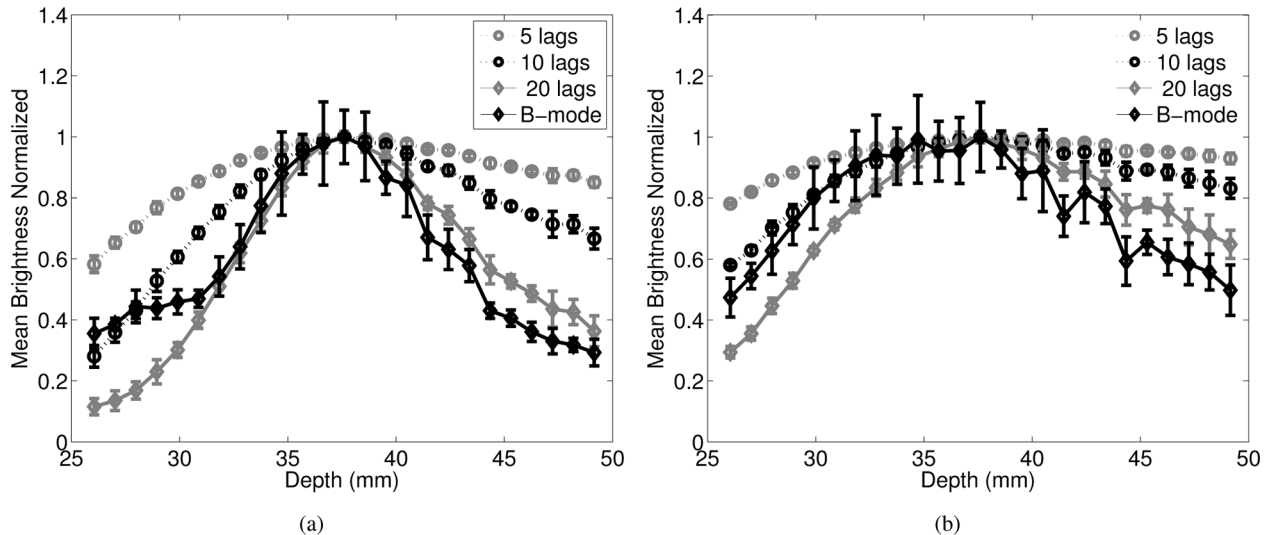 1.4
1.2
1
0.8
0.6
0.4
0.2
0
25
30
35
40
45
50
Mean Brightness Normalized
Depth (mm)
5 lags
10 lags
20 lags
B-mode
(a)
1.4
1.2
1
0.8
0.6
0.4
0.2
0
25
30
35
40
45
50
Mean Brightness Normalized
Depth (mm)
5 lags
10 lags
20 lags
B-mode
(b)